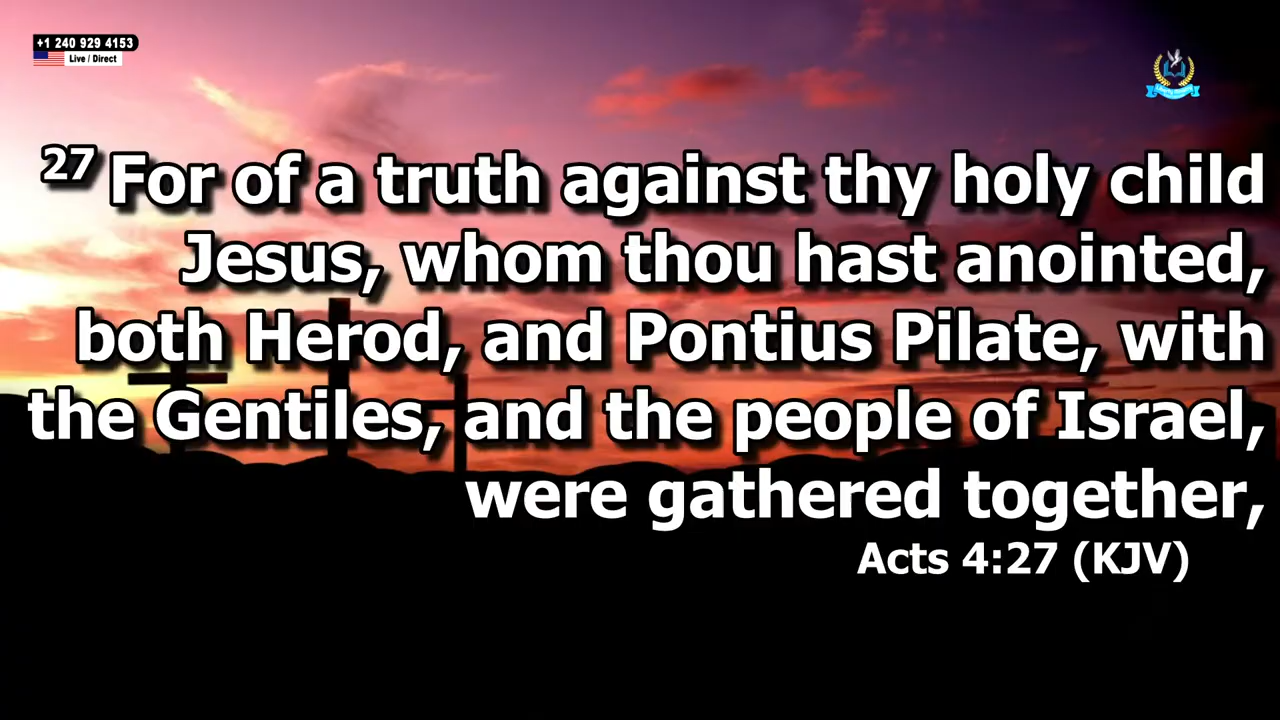 +1 240 929 4153
Live / Direct
27 For of a truth against thy holy child
Jesus, whom thou hast anointed,
both Herod, and Pontius Pilate, with
the Gentiles, and the people of Israel,
were gathered together,
Acts 4:27 (KJV)